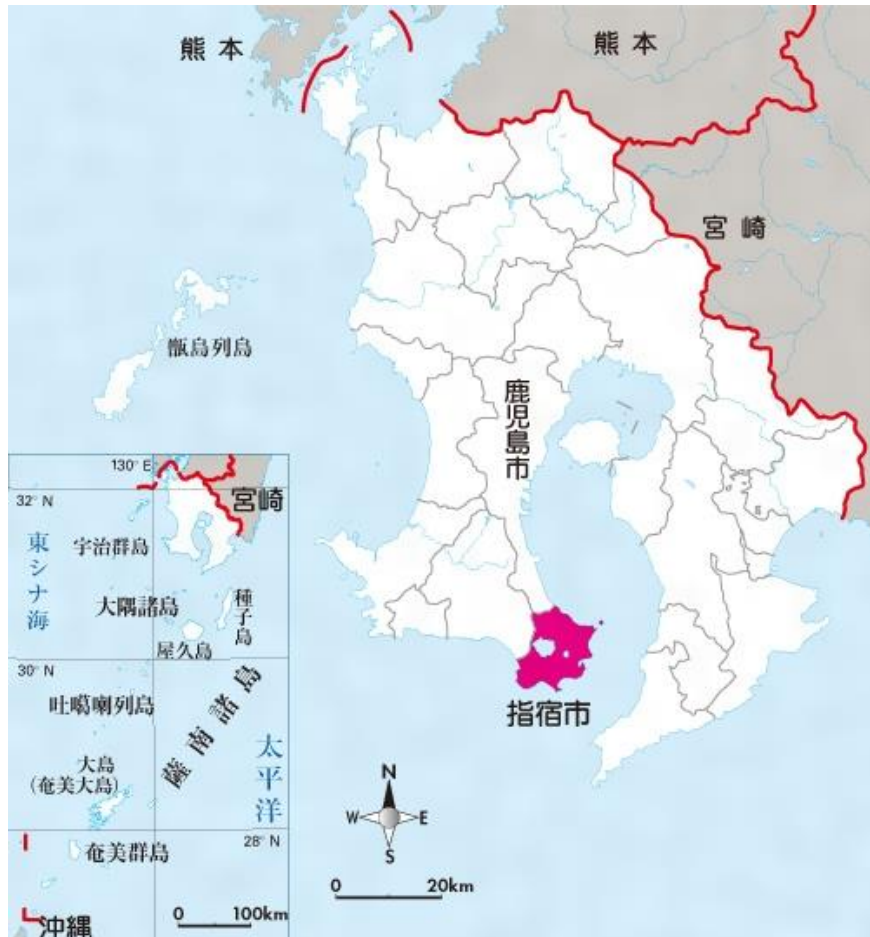 熊本
熊本
宮崎
甑島列島
鹿児島市
指宿市
130° E
32° N
宮崎
東シナ海
宇治群島
大隅諸島
種子島
屋久島
30° N
吐噶喇列島
薩南諸島
太平洋
大島
(奄美大島)
28° N
奄美群島
沖縄
0 100km
N
W E
S
0 20km